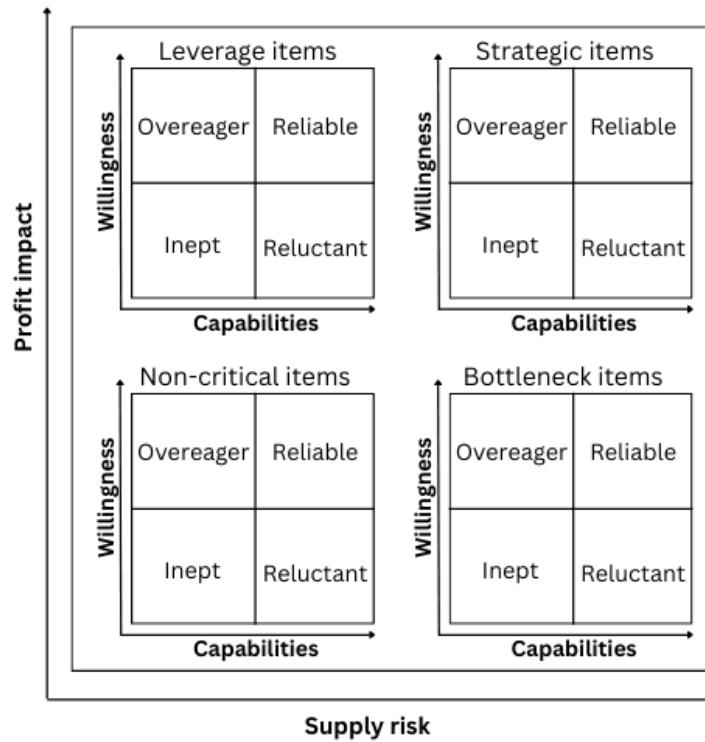 Leverage items
Strategic items
Willingness
Overeager
Reliable
Willingness
Overeager
Reliable
Inept
Reluctant
Inept
Reluctant
Capabilities
Capabilities
Profit impact
Non-critical items
Bottleneck items
Willingness
Overeager
Reliable
Willingness
Overeager
Reliable
Inept
Reluctant
Inept
Reluctant
Capabilities
Capabilities
Supply risk